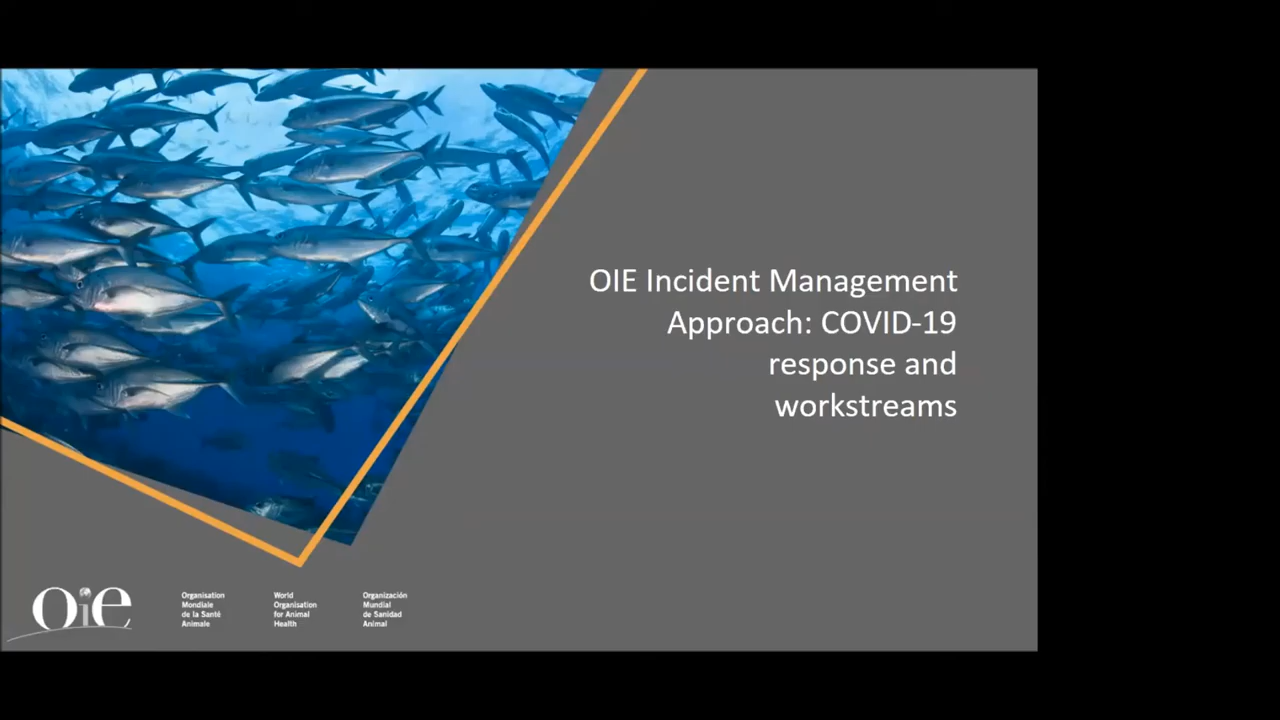 OIE Incident Management
Approach: COVID-19
response and
workstreams
OiE
Organisation
Mondiale
de la Santé
Animale
World
Organisation
for Animal
Health
Organización
Mundial
de Sanidad
Animal